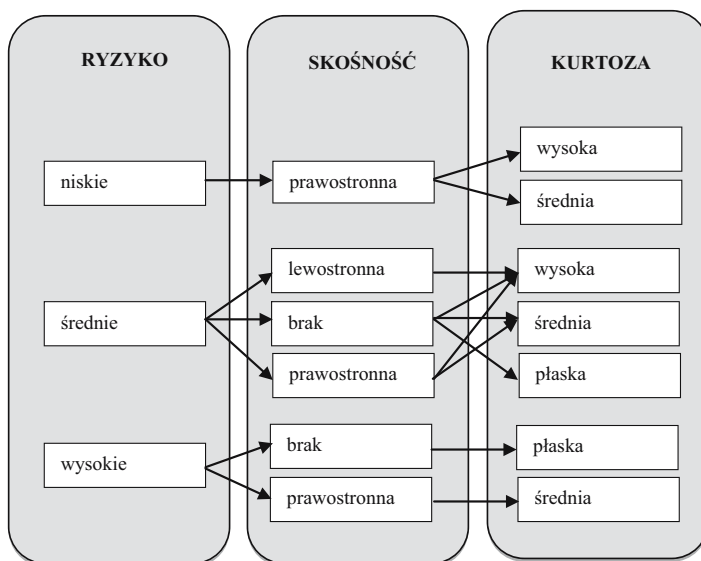 RYZYKO
SKOŚNOŚĆ
KURTOZA
niskie
prawostronna
wysoka
średnia
średnie
lewostronna
brak
prawostronna
wysoka
średnia
płaska
wysokie
brak
prawostronna
płaska
średnia